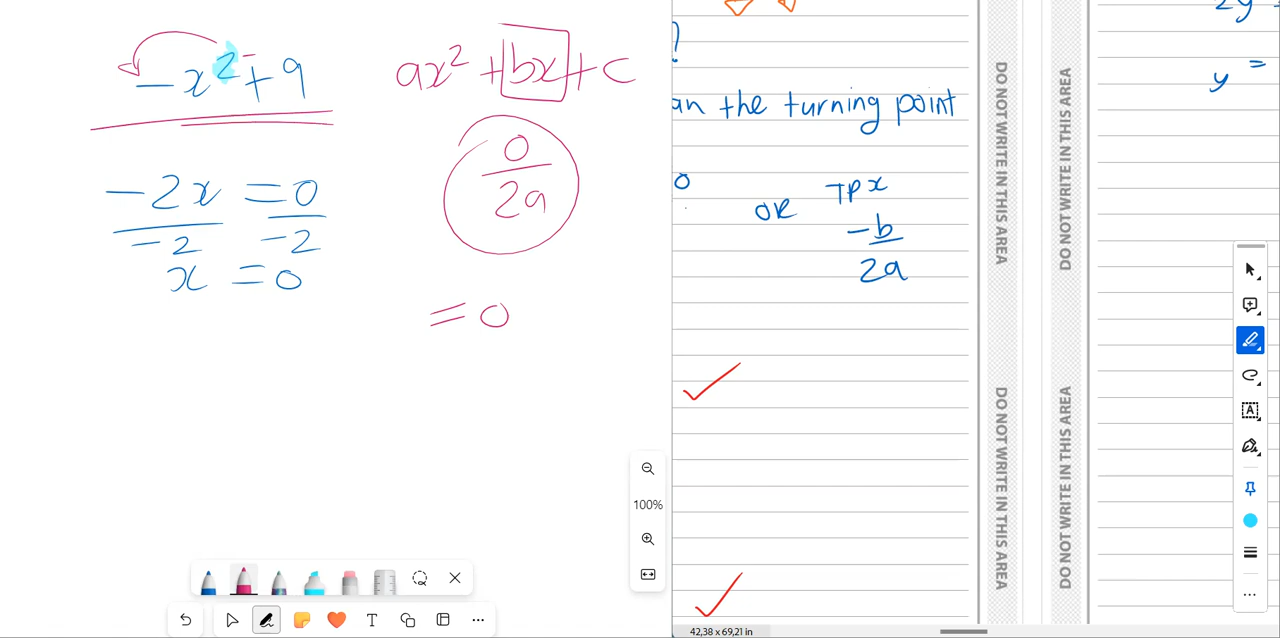 -x² + 9
-2x = 0
-2 -2
x = 0
ax² + bx + c
0
2a
= 0
?
an the turning point
0
OR
TP x
-b
2a
2y
y =
DO NOT WRITE IN THIS AREA
DO NOT WRITE IN THIS AREA
DO NOT WRITE IN THIS AREA
DO NOT WRITE IN THIS AREA
100%
42,38 x 69,21 in